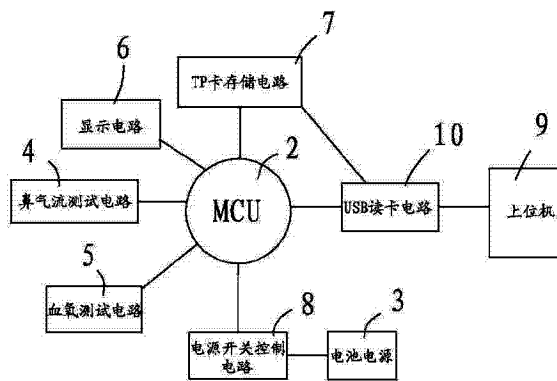 7
6
TP卡存储电路
显示电路
2
10
9
4
鼻气流测试电路
MCU
USB读卡电路
上位机
5
血氧测试电路
8
3
电源开关控制
电路
电池电源